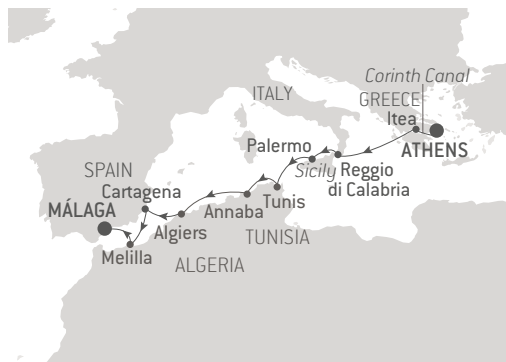 Corinth Canal
ITALY
GREECE
Itea
Palermo
ATHENS
Sicily Reggio
di Calabria
SPAIN
Cartagena
Tunis
MÁLAGA
Annaba
Algiers
TUNISIA
Melilla
ALGERIA